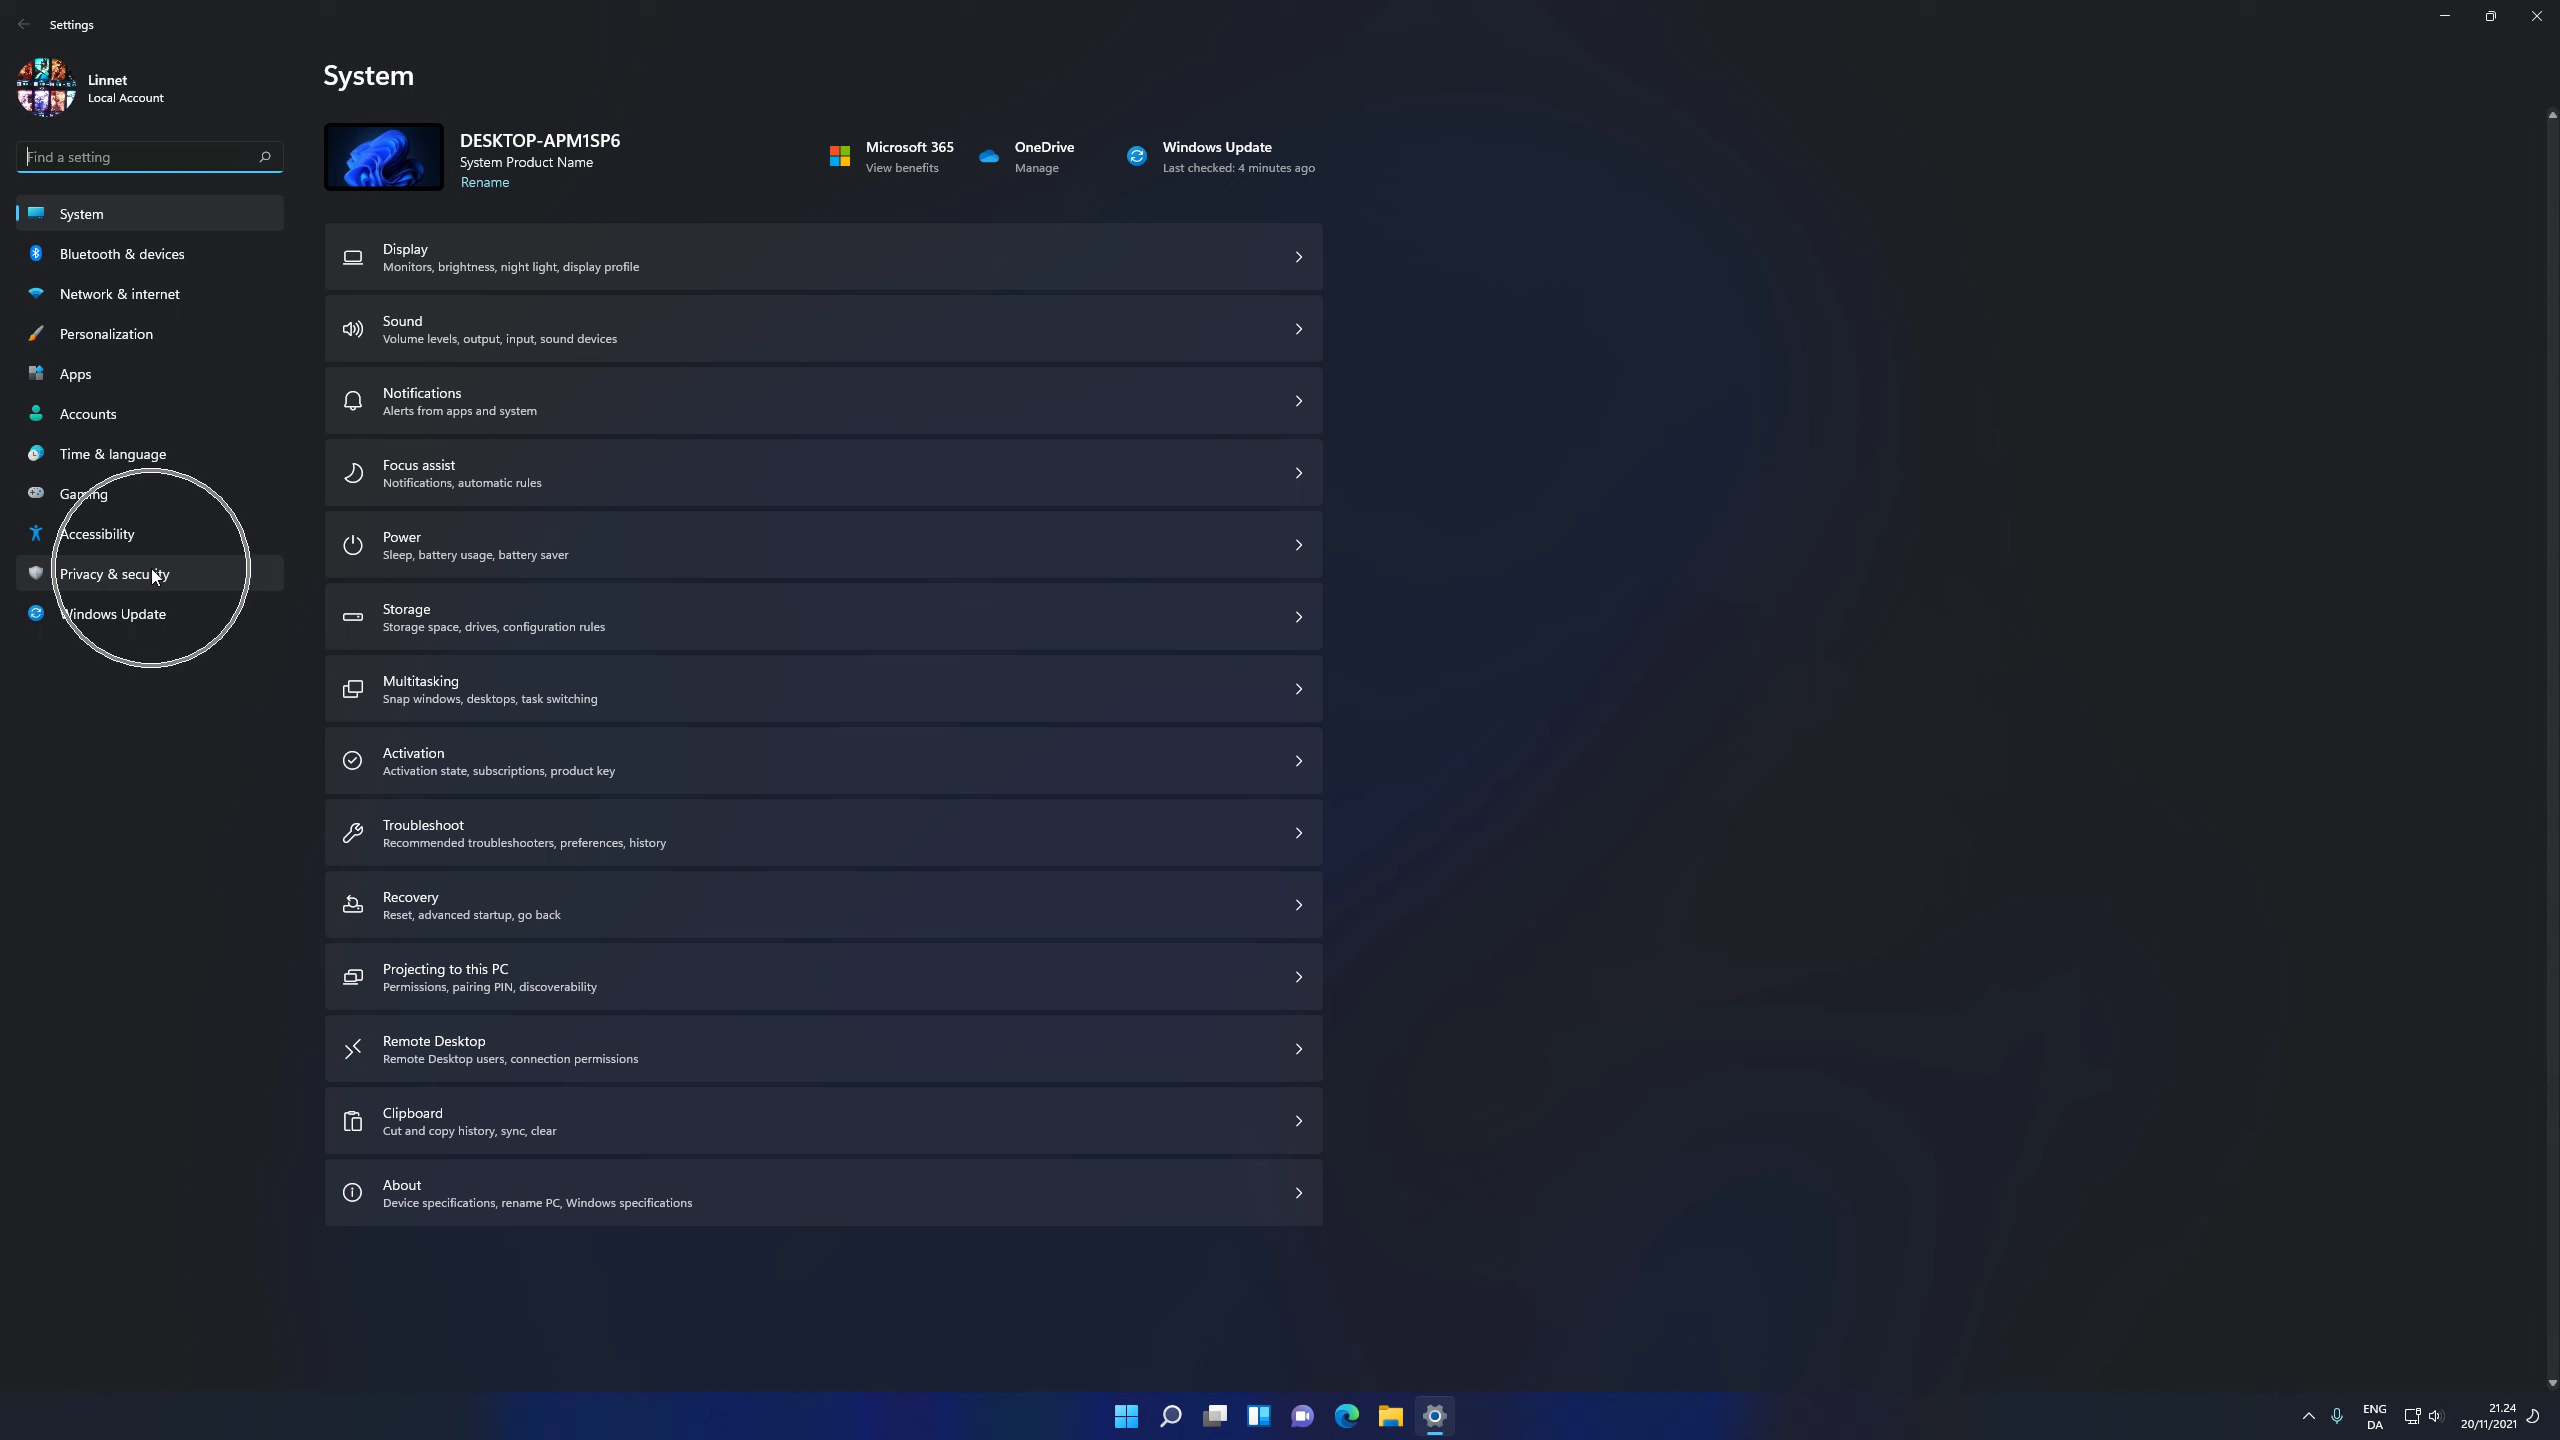 Settings
Linnet
Local Account
Find a setting
System
Bluetooth & devices
Network & internet
Personalization
Apps
Accounts
Time & language
Gaming
Accessibility
Privacy & security
Windows Update
System
DESKTOP-APM1SP6
System Product Name
Rename
Microsoft 365
View benefits
OneDrive
Manage
Windows Update
Last checked: 4 minutes ago
Display
Monitors, brightness, night light, display profile
Sound
Volume levels, output, input, sound devices
Notifications
Alerts from apps and system
Focus assist
Notifications, automatic rules
Power
Sleep, battery usage, battery saver
Storage
Storage space, drives, configuration rules
Multitasking
Snap windows, desktops, task switching
Activation
Activation state, subscriptions, product key
Troubleshoot
Recommended troubleshooters, preferences, history
Recovery
Reset, advanced startup, go back
Projecting to this PC
Permissions, pairing PIN, discoverability
Remote Desktop
Remote Desktop users, connection permissions
Clipboard
Cut and copy history, sync, clear
About
Device specifications, rename PC, Windows specifications
ENG
DA
21.24
20/11/2021